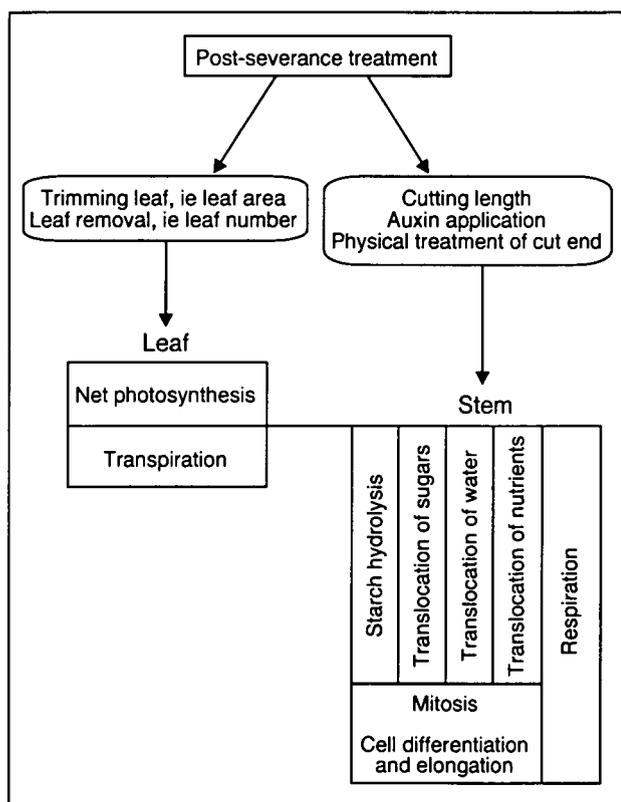 Post-severance treatment
Trimming leaf, ie leaf area
Leaf removal, ie leaf number
Cutting length
Auxin application
Physical treatment of cut end
Leaf
Net photosynthesis
Transpiration
Stem
Starch hydrolysis
Translocation of sugars
Translocation of water
Translocation of nutrients
Respiration
Mitosis
Cell differentiation
and elongation